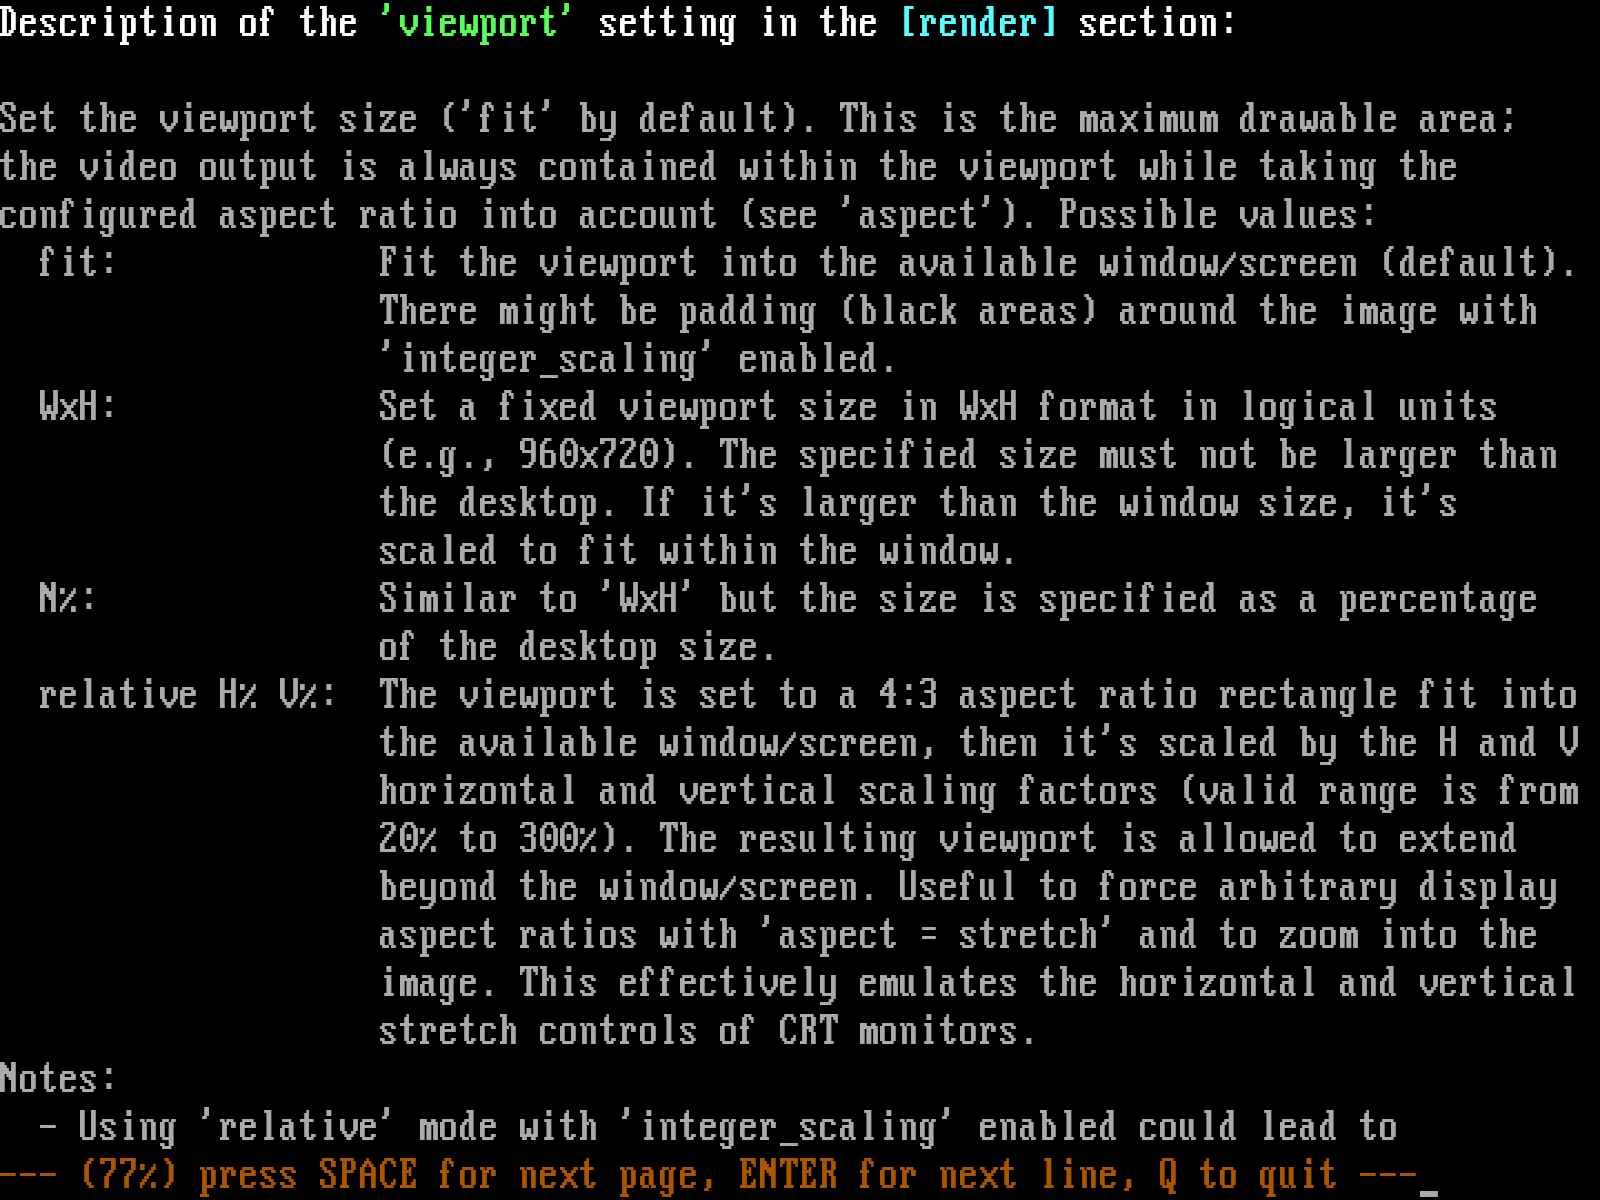 Description of the 'viewport' setting in the [render] section:
Set the viewport size ('fit' by default). This is the maximum drawable area;
the video output is always contained within the viewport while taking the
configured aspect ratio into account (see 'aspect'). Possible values:
fit: Fit the viewport into the available window/screen (default).
There might be padding (black areas) around the image with
'integer_scaling' enabled.
WxH: Set a fixed viewport size in WxH format in logical units
(e.g., 960x720). The specified size must not be larger than
the desktop. If it's larger than the window size, it's
scaled to fit within the window.
N%: Similar to 'WxH' but the size is specified as a percentage
of the desktop size.
relative H% V%: The viewport is set to a 4:3 aspect ratio rectangle fit into
the available window/screen, then it's scaled by the H and V
horizontal and vertical scaling factors (valid range is from
20% to 300%). The resulting viewport is allowed to extend
beyond the window/screen. Useful to force arbitrary display
aspect ratios with 'aspect = stretch' and to zoom into the
image. This effectively emulates the horizontal and vertical
stretch controls of CRT monitors.
Notes:
- Using 'relative' mode with 'integer_scaling' enabled could lead to
--- (77%) press SPACE for next page, ENTER for next line, Q to quit ---_